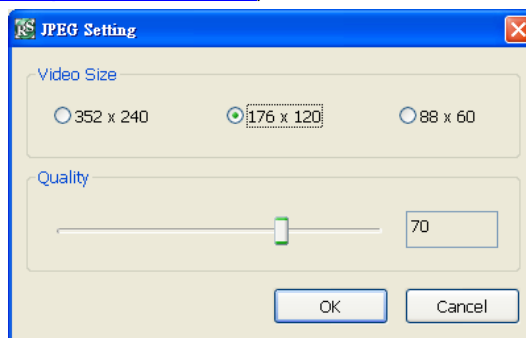 JPEG Setting
Video Size
352 x 240
176 x 120
88 x 60
Quality
70
OK
Cancel